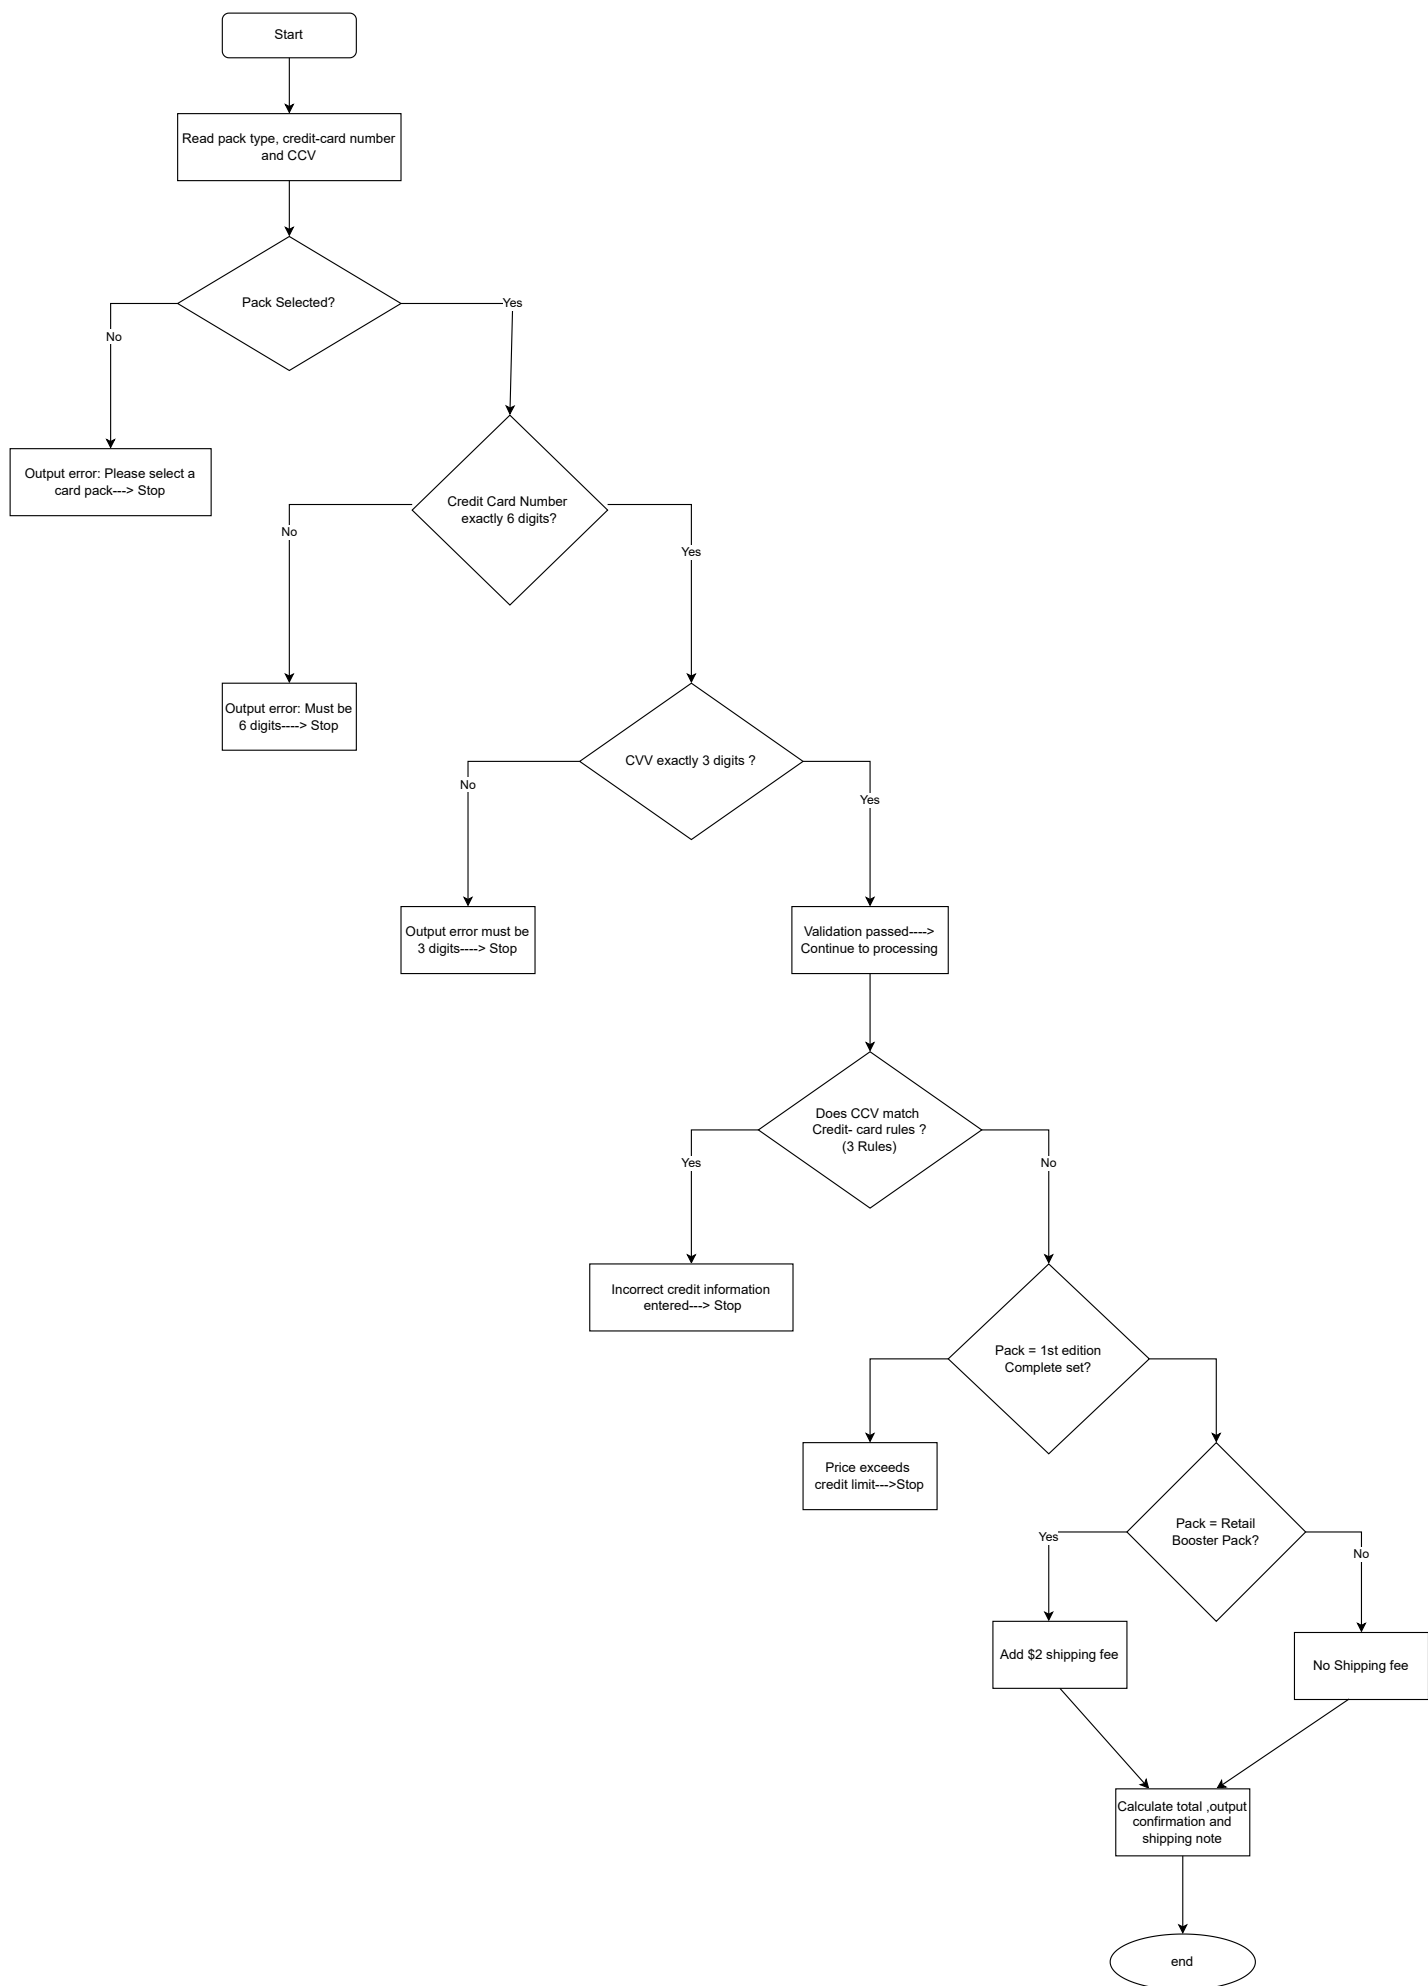 Start
Read pack type, credit-card number
and CCV
Pack Selected?
Yes
No
Output error: Please select a
card pack---> Stop
Credit Card Number
exactly 6 digits?
No
Yes
Output error: Must be
6 digits----> Stop
CVV exactly 3 digits ?
No
Yes
Output error must be
3 digits----> Stop
Validation passed---->
Continue to processing
Does CCV match
Credit- card rules ?
(3 Rules)
Yes
No
Incorrect credit information
entered---> Stop
Pack = 1st edition
Complete set?
Price exceeds
credit limit--->Stop
Pack = Retail
Booster Pack?
Yes
No
Add $2 shipping fee
No Shipping fee
Calculate total ,output
confirmation and
shipping note
end